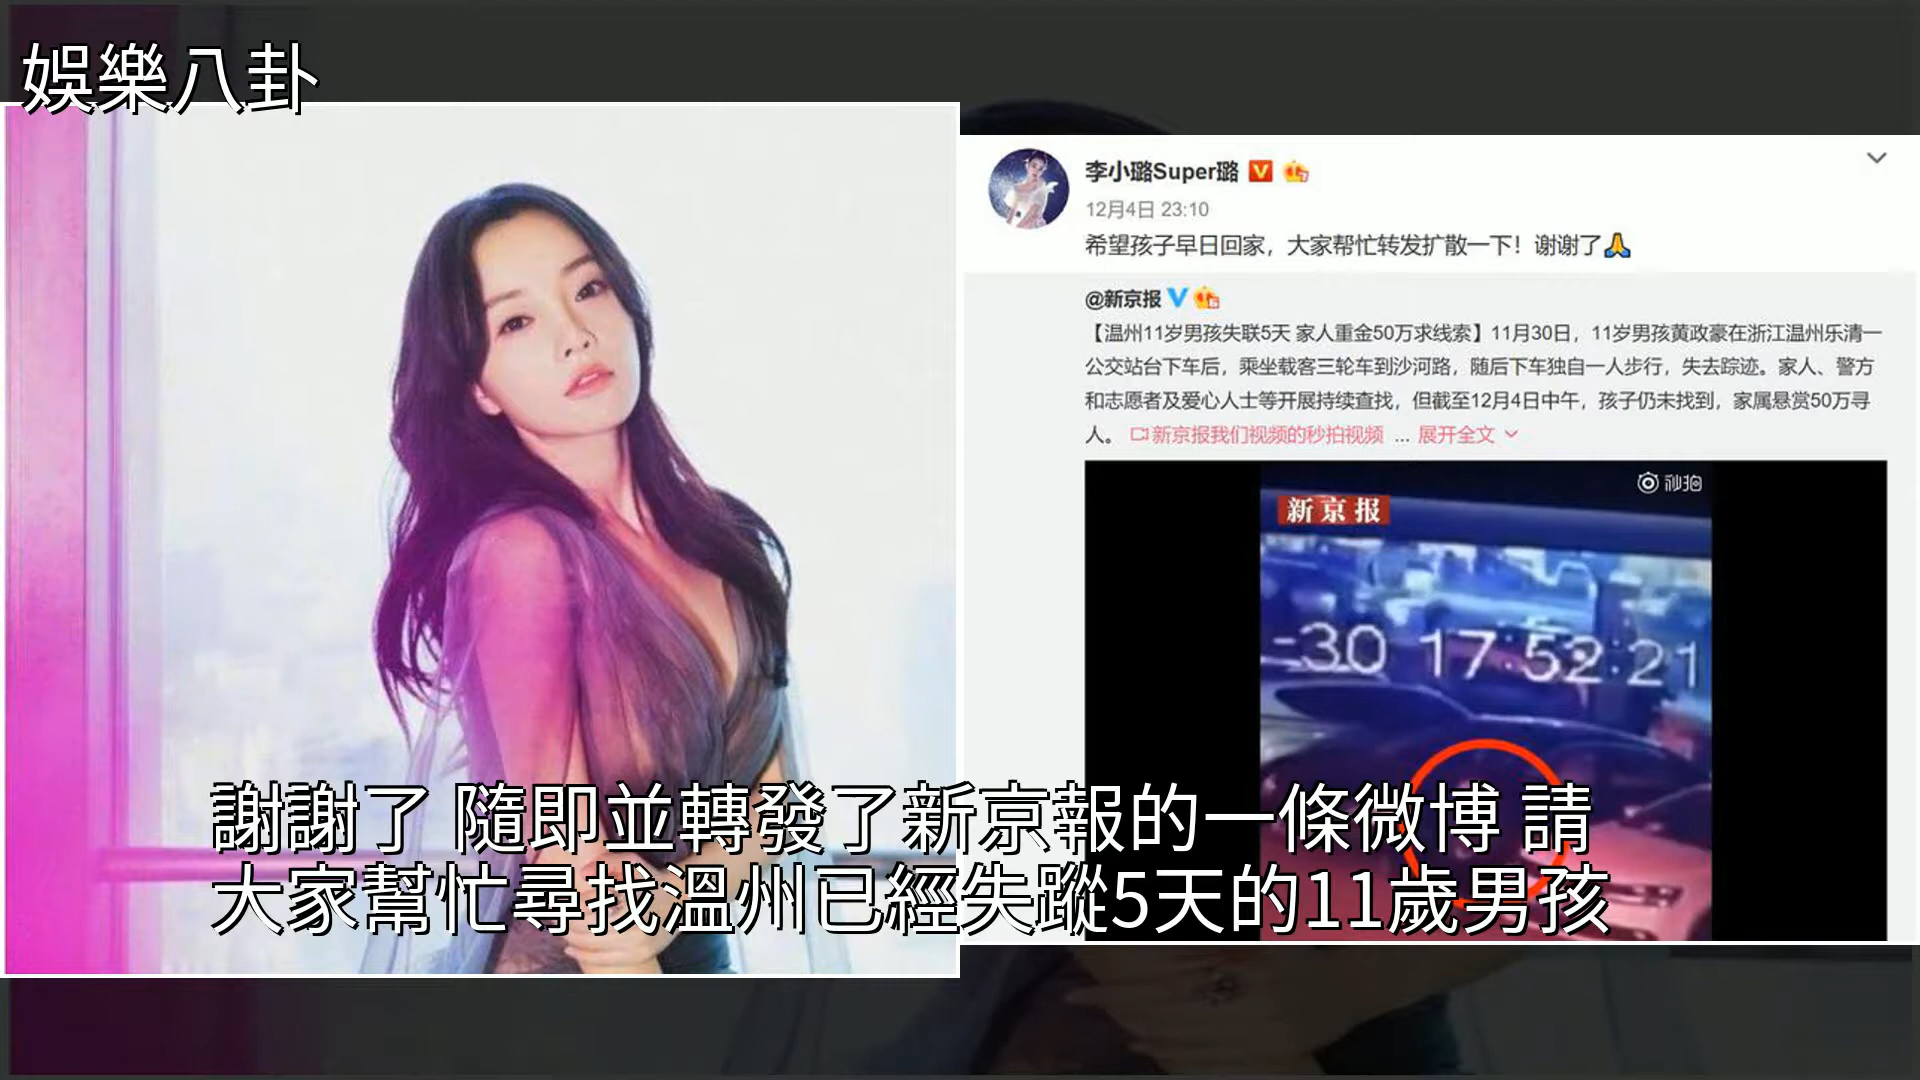 娛樂八卦
李小璐Super璐
12月4日 23:10
希望孩子早日回家，大家帮忙转发扩散一下！谢谢了🙏
@新京报
【温州11岁男孩失联5天 家人重金50万求线索】11月30日，11岁男孩黄政豪在浙江温州乐清一
公交站台下车后，乘坐载客三轮车到沙河路，随后下车独自一人步行，失去踪迹。家人、警方
和志愿者及爱心人士等开展持续查找，但截至12月4日中午，孩子仍未找到，家属悬赏50万寻
人。 新京报我们视频的秒拍视频 ... 展开全文
秒拍
新京报
-30 17:52:21
謝謝了 隨即並轉發了新京報的一條微博 請
大家幫忙尋找溫州已經失蹤5天的11歲男孩